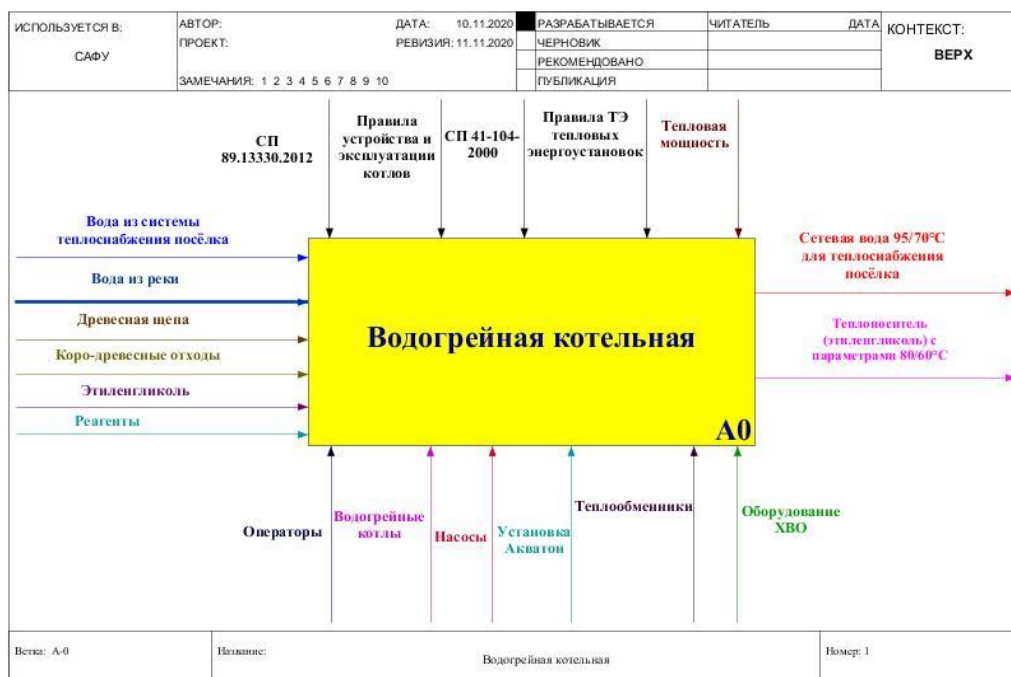 ИСПОЛЬЗУЕТСЯ В:
САФУ
АВТОР:
ДАТА: 10.11.2020
ПРОЕКТ:
РЕВИЗИЯ: 11.11.2020
ЗАМЕЧАНИЯ: 1 2 3 4 5 6 7 8 9 10
РАЗРАБАТЫВАЕТСЯ
ЧЕРНОВИК
РЕКОМЕНДОВАНО
ПУБЛИКАЦИЯ
ЧИТАТЕЛЬ
ДАТА
КОНТЕКСТ:
ВЕРХ
СП
89.13330.2012
Правила
устройства и
эксплуатации
котлов
СП 41-104-
2000
Правила ТЭ
тепловых
энергоустановок
Тепловая
мощность
Вода из системы
теплоснабжения посёлка
Вода из реки
Древесная щепа
Коро-древесные отходы
Этиленгликоль
Реагенты
Водогрейная котельная
A0
Сетевая вода 95/70°С
для теплоснабжения
посёлка
Теплоноситель
(этиленгликоль) с
параметрами 80/60°С
Операторы
Водогрейные
котлы
Насосы
Установка
Акватон
Теплообменники
Оборудование
ХВО
Ветка: A-0
Название:
Водогрейная котельная
Номер: 1